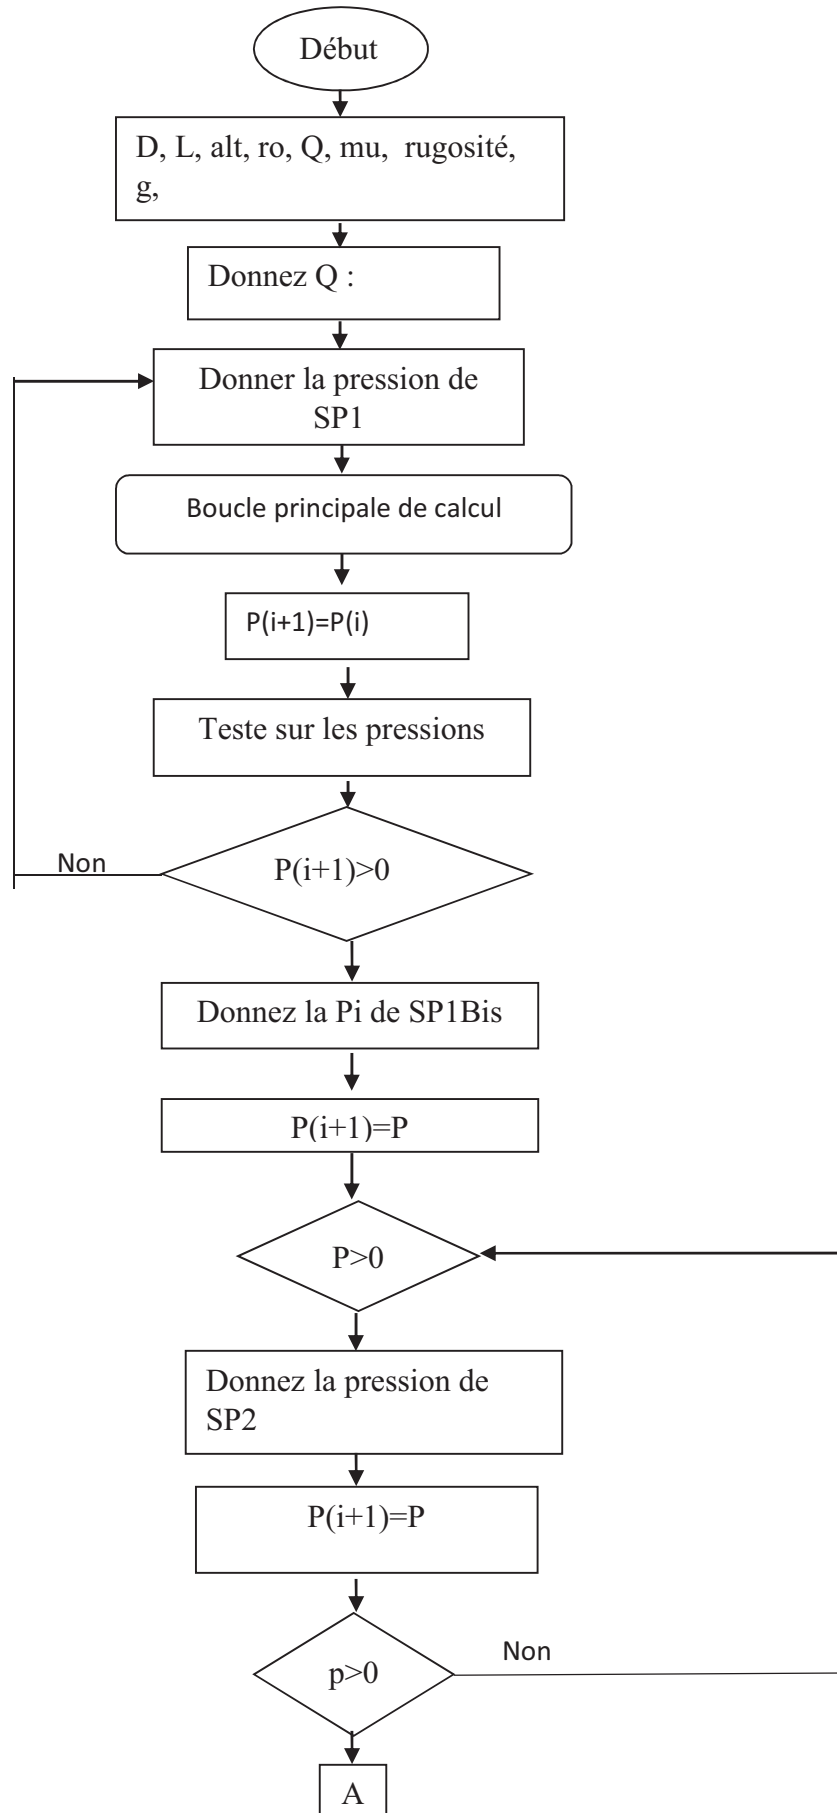 Début
D, L, alt, ro, Q, mu, rugosité,
g,
Donnez Q :
Donner la pression de
SP1
Boucle principale de calcul
P(i+1)=P(i)
Teste sur les pressions
Non
P(i+1)>0
Donnez la Pi de SP1Bis
P(i+1)=P
P>0
Donnez la pression de
SP2
P(i+1)=P
Non
p>0
A